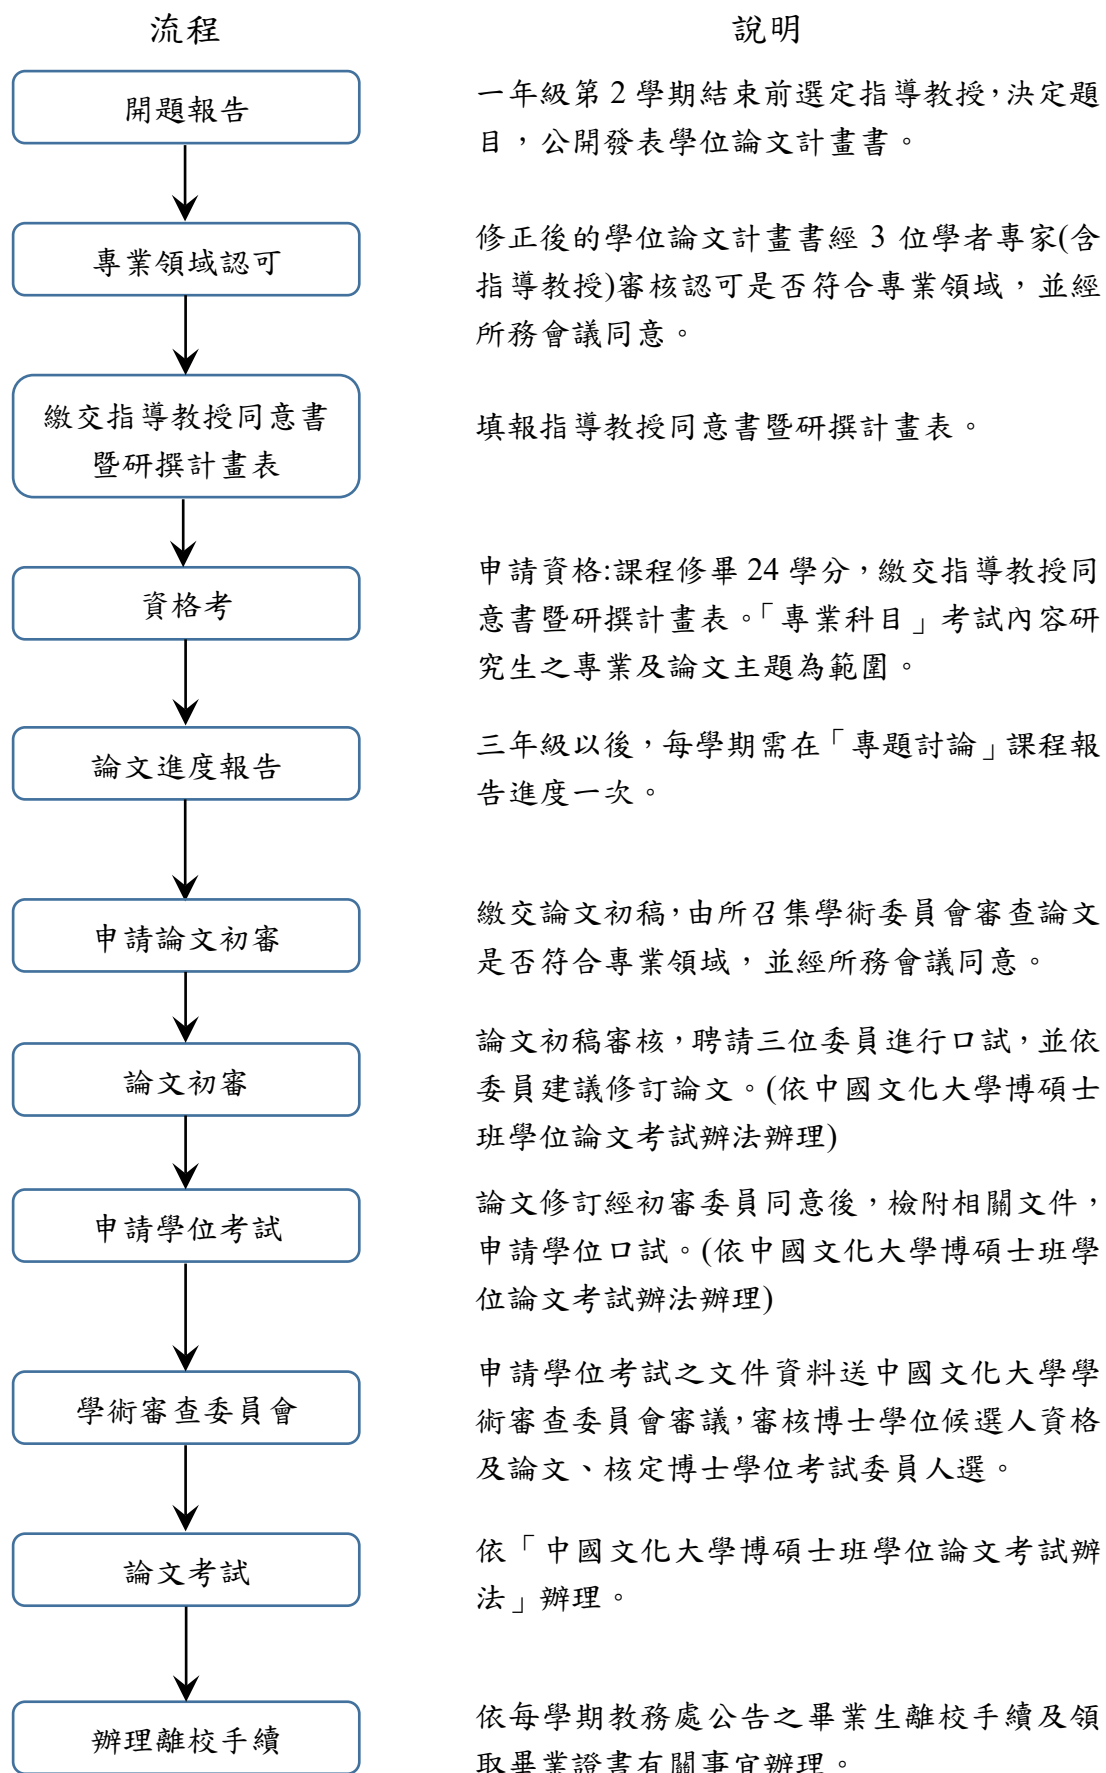 流程
說明
開題報告
一年級第 2 學期結束前選定指導教授，決定題
目，公開發表學位論文計畫書。
專業領域認可
修正後的學位論文計畫書經 3 位學者專家(含
指導教授)審核認可是否符合專業領域，並經
所務會議同意。
繳交指導教授同意書
暨研撰計畫表
填報指導教授同意書暨研撰計畫表。
資格考
申請資格:課程修畢 24 學分，繳交指導教授同
意書暨研撰計畫表。「專業科目」考試內容研
究生之專業及論文主題為範圍。
論文進度報告
三年級以後，每學期需在「專題討論」課程報
告進度一次。
申請論文初審
繳交論文初稿，由所召集學術委員會審查論文
是否符合專業領域，並經所務會議同意。
論文初審
論文初稿審核，聘請三位委員進行口試，並依
委員建議修訂論文。(依中國文化大學博碩士
班學位論文考試辦法辦理)
申請學位考試
論文修訂經初審委員同意後，檢附相關文件，
申請學位口試。(依中國文化大學博碩士班學
位論文考試辦法辦理)
學術審查委員會
申請學位考試之文件資料送中國文化大學學
術審查委員會審議，審核博士學位候選人資格
及論文、核定博士學位考試委員人選。
論文考試
依「中國文化大學博碩士班學位論文考試辦
法」辦理。
辦理離校手續
依每學期教務處公告之畢業生離校手續及領
取畢業證書有關事宜辦理。